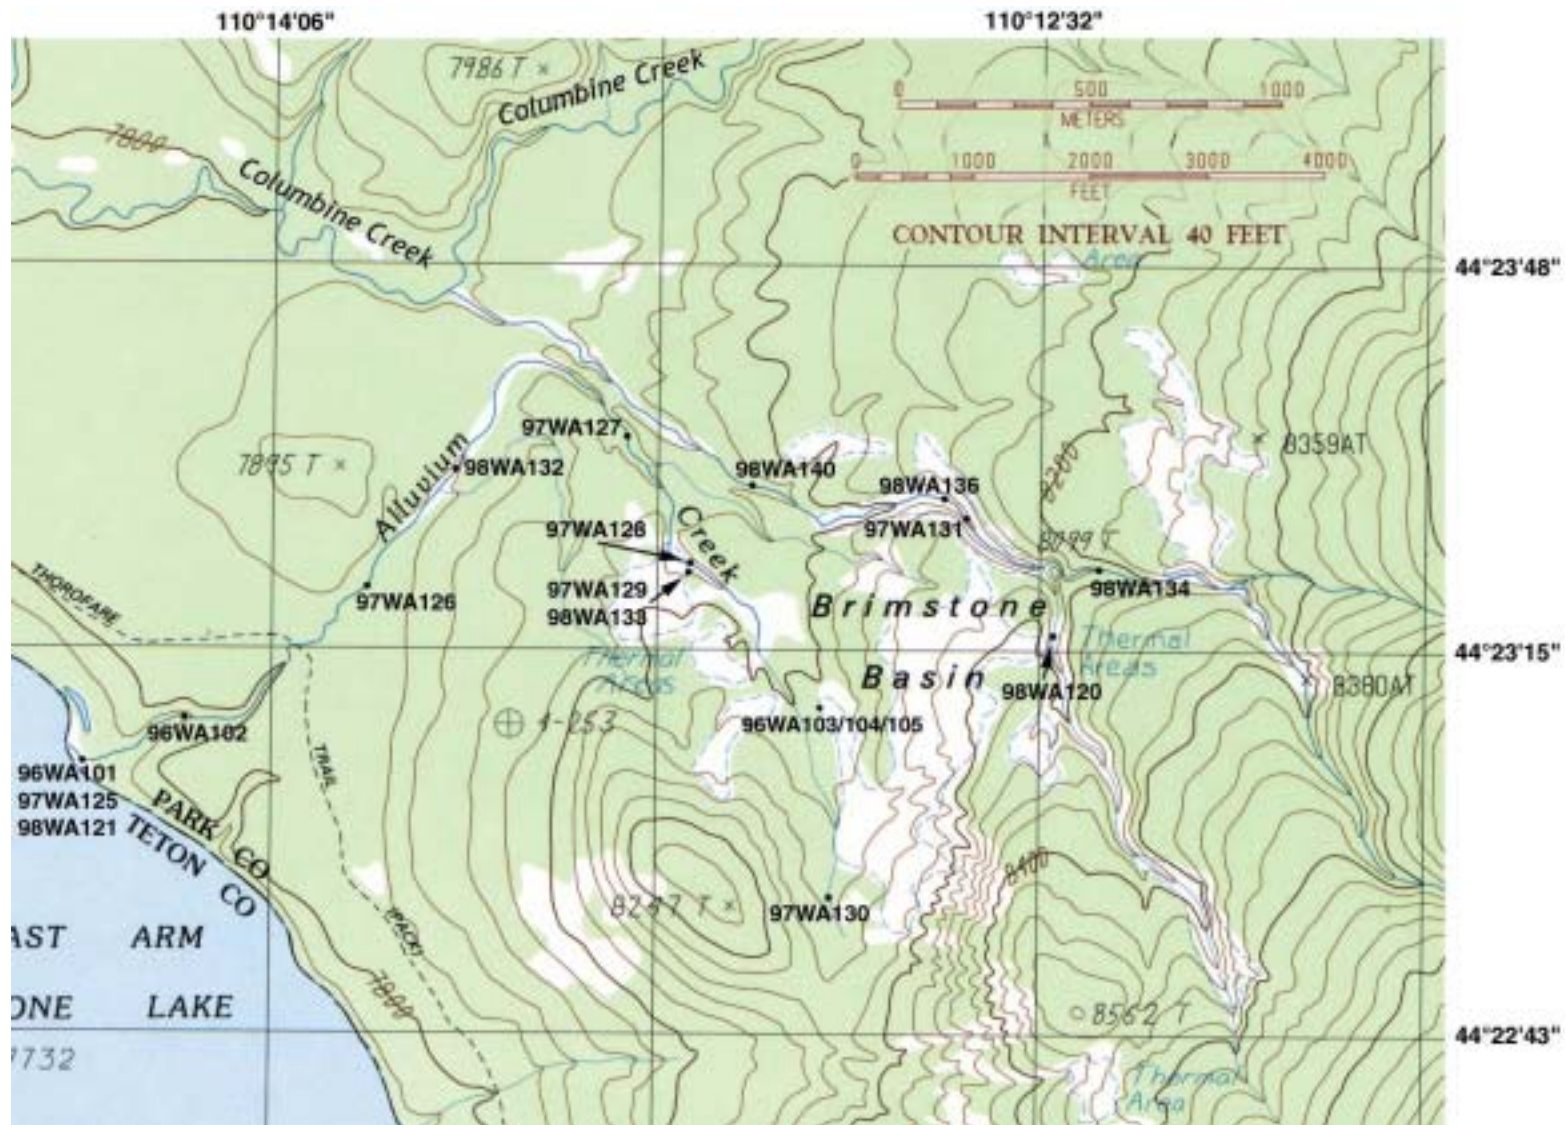 110°14'06"
110°12'32"
7986 T
Columbine Creek
0 500 1000
METERS
7800
0 1000 2000 3000 4000
FEET
Columbine Creek
CONTOUR INTERVAL 40 FEET
Area
44°23'48"
97WA127
8359AT
7895 T
98WA132
98WA140
8200
98WA136
Alluvium
Creek
97WA128
97WA131
8099 T
THOROFARE
97WA129
98WA134
97WA126
98WA133
Brimstone
Thermal
Areas
Thermal
Areas
44°23'15"
Basin
98WA120
8380AT
96WA102
4-253
96WA103/104/105
TRAIL
96WA101
97WA125
98WA121
PARK CO
TETON CO
8400
8247 T
97WA130
(PACK)
AST ARM
7800
ONE LAKE
8562 T
44°22'43"
7732
Thermal
Area